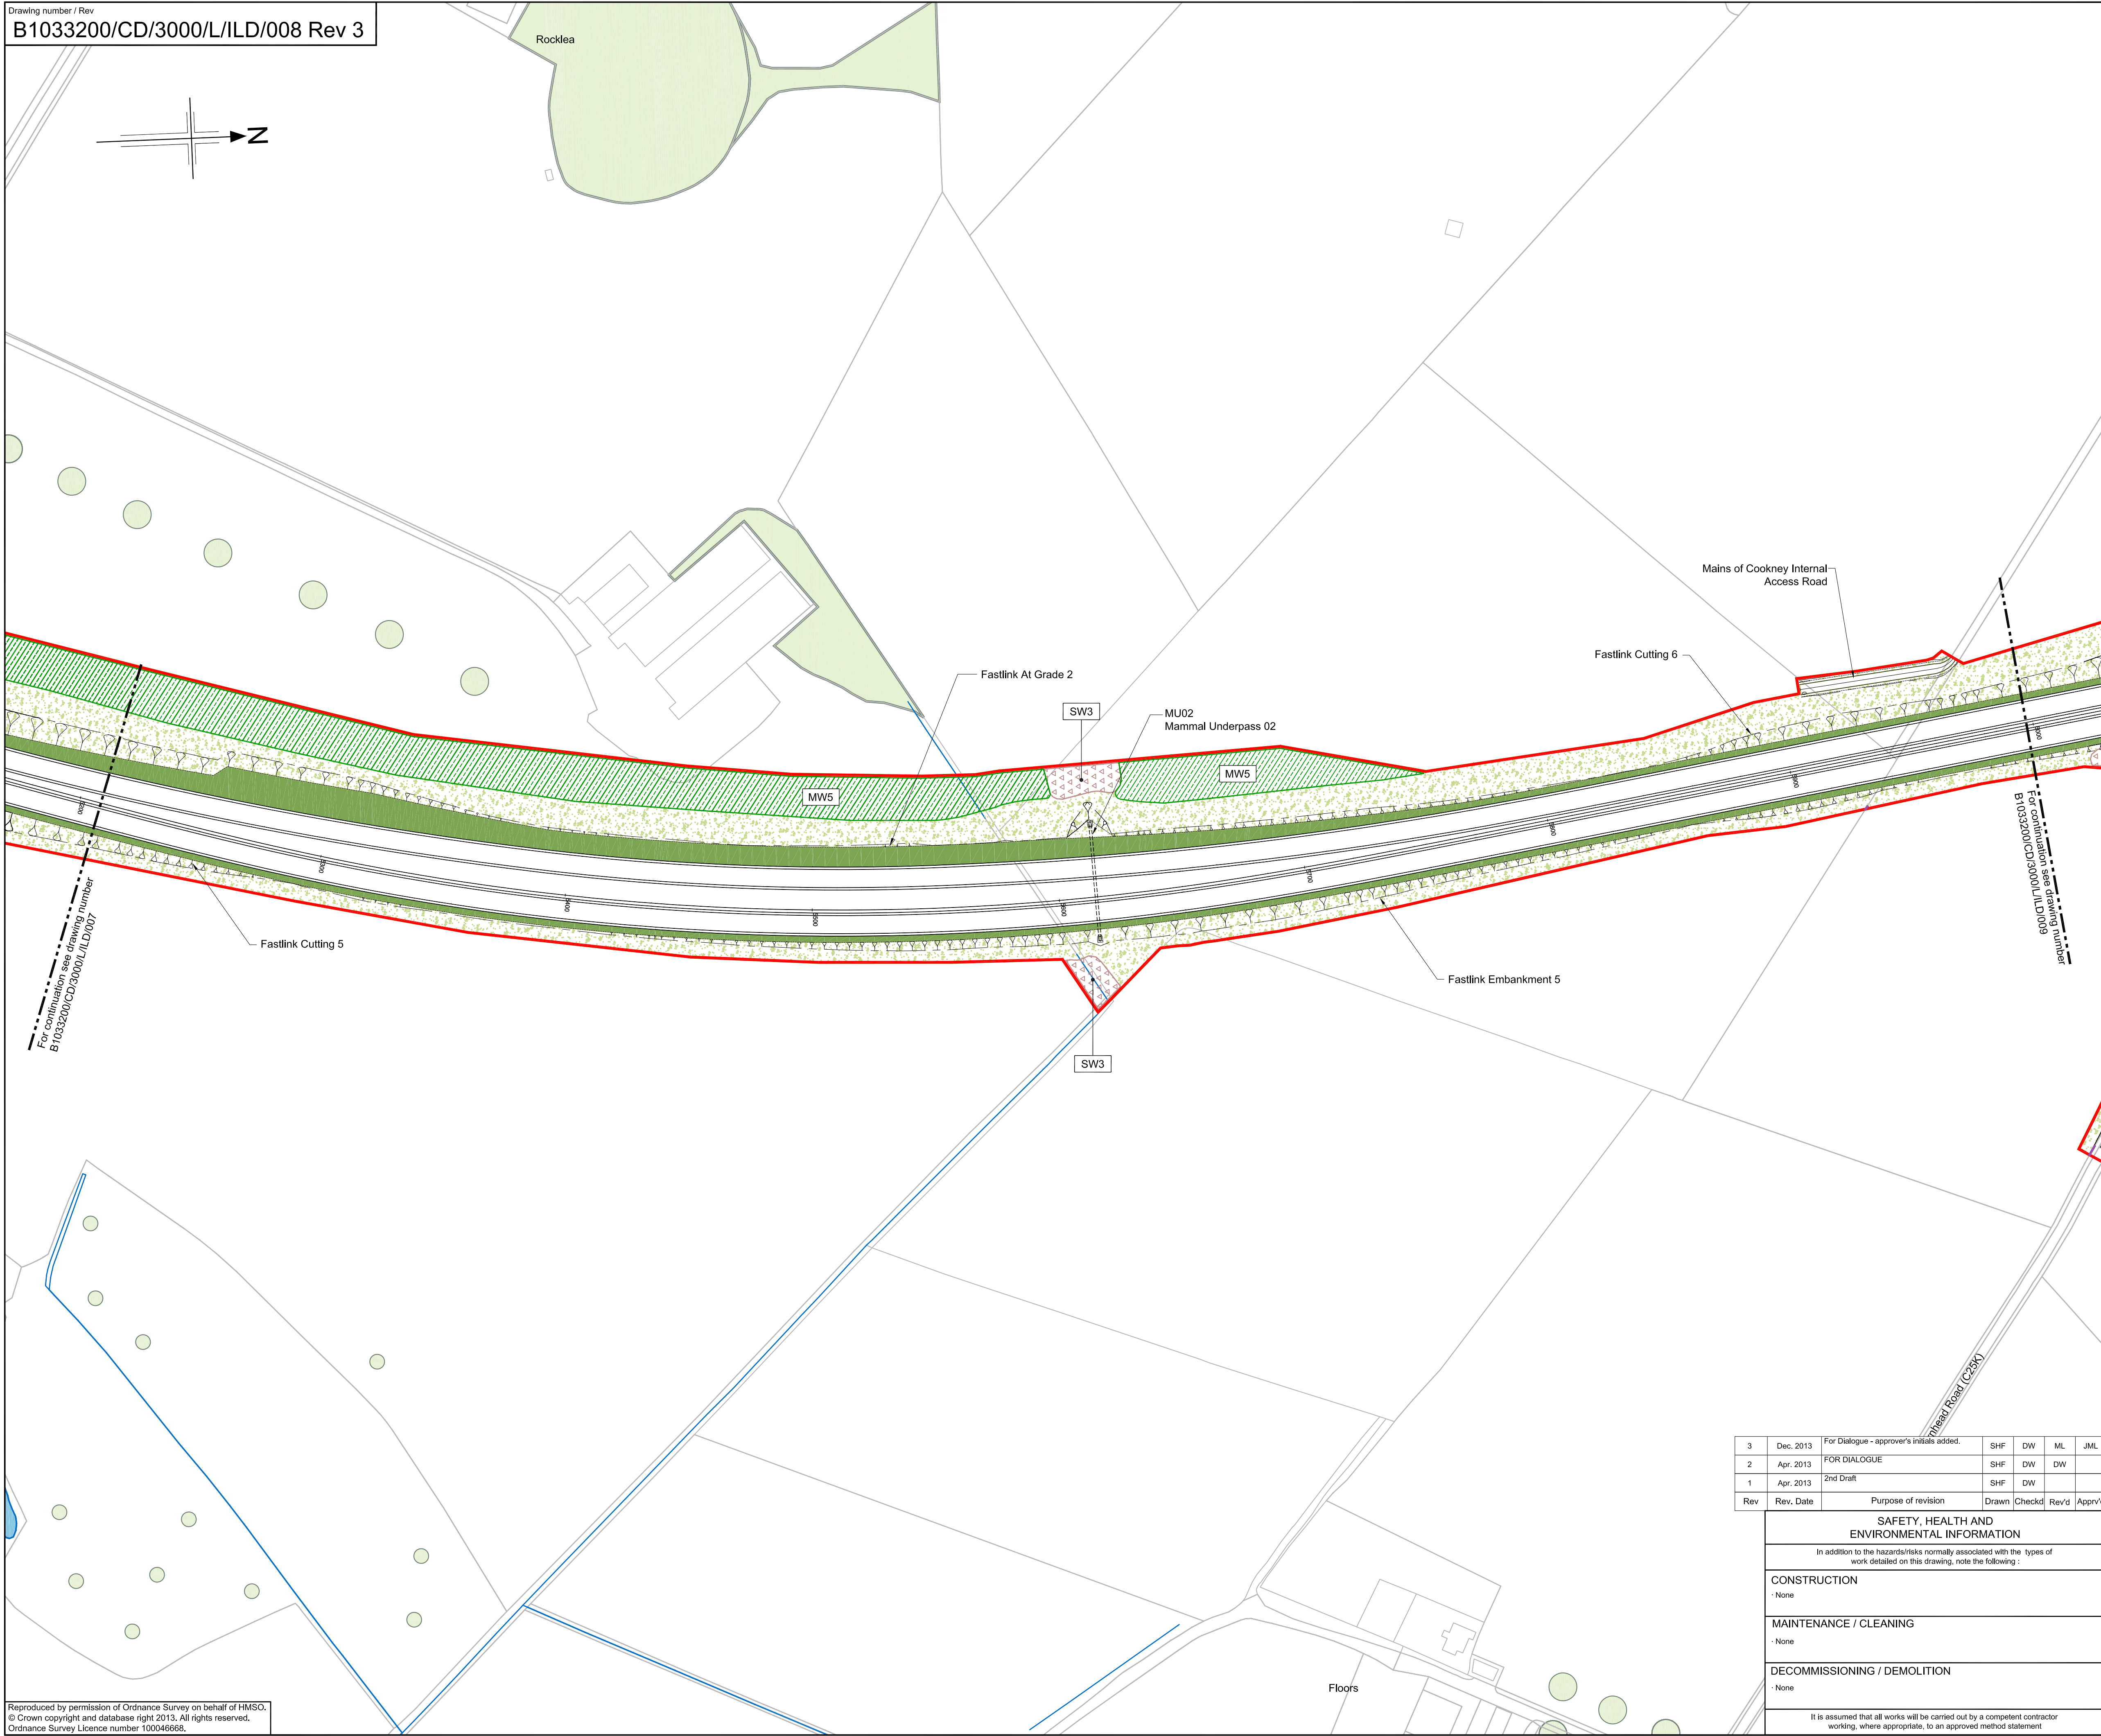 Drawing number / Rev
B1033200/CD/3000/L/ILD/008 Rev 3
Rocklea
N
Mains of Cookney Internal
Access Road
Fastlink Cutting 6
Fastlink At Grade 2
SW3
MU02
Mammal Underpass 02
MW5
MW5
For continuation see drawing number
B1033200/CD/3000/L/ILD/007
For continuation see drawing number
B1033200/CD/3000/L/ILD/009
Fastlink Cutting 5
Fastlink Embankment 5
SW3
nhead Road (C25K)
Floors
3 Dec. 2013 For Dialogue - approver's initials added. SHF DW ML JML
2 Apr. 2013 FOR DIALOGUE SHF DW DW
1 Apr. 2013 2nd Draft SHF DW
Rev Rev. Date Purpose of revision Drawn Checkd Rev'd Apprv'
SAFETY, HEALTH AND
ENVIRONMENTAL INFORMATION
In addition to the hazards/risks normally associated with the types of
work detailed on this drawing, note the following :
CONSTRUCTION
· None
MAINTENANCE / CLEANING
· None
DECOMMISSIONING / DEMOLITION
· None
It is assumed that all works will be carried out by a competent contractor
working, where appropriate, to an approved method statement
Reproduced by permission of Ordnance Survey on behalf of HMSO.
© Crown copyright and database right 2013. All rights reserved.
Ordnance Survey Licence number 100046668.